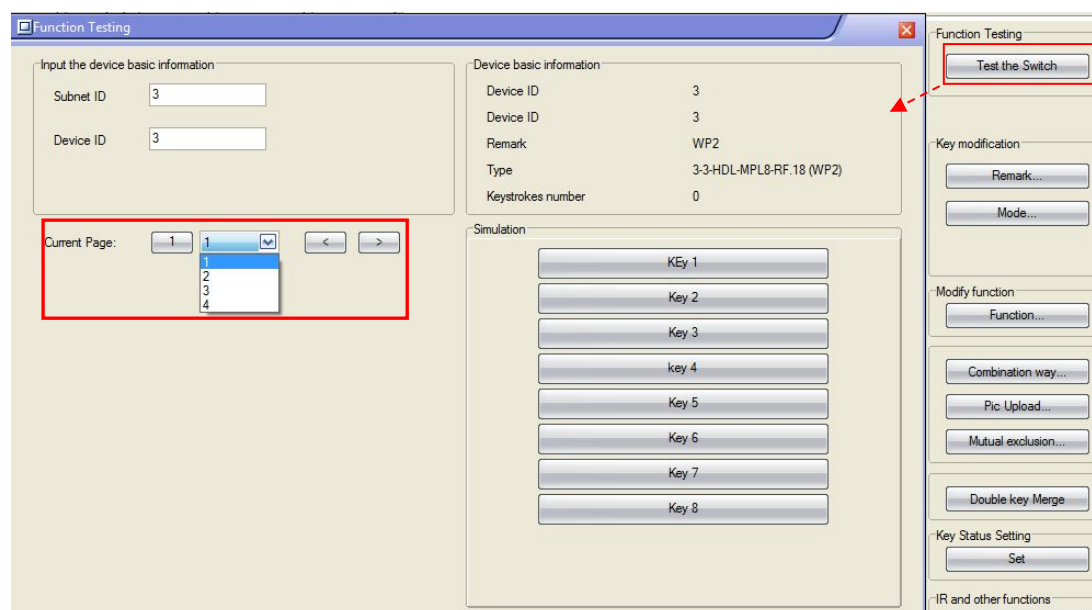 Function Testing
Input the device basic information
Subnet ID 3
Device ID 3
Current Page: 1 1 < >
1
2
3
4
Device basic information
Device ID 3
Device ID 3
Remark WP2
Type 3-3-HDL-MPL8-RF.18 (WP2)
Keystrokes number 0
Simulation
KEy 1
Key 2
Key 3
key 4
Key 5
Key 6
Key 7
Key 8
Function Testing
Test the Switch
Key modification
Remark...
Mode...
Modify function
Function...
Combination way...
Pic Upload...
Mutual exclusion...
Double key Merge
Key Status Setting
Set
IR and other functions